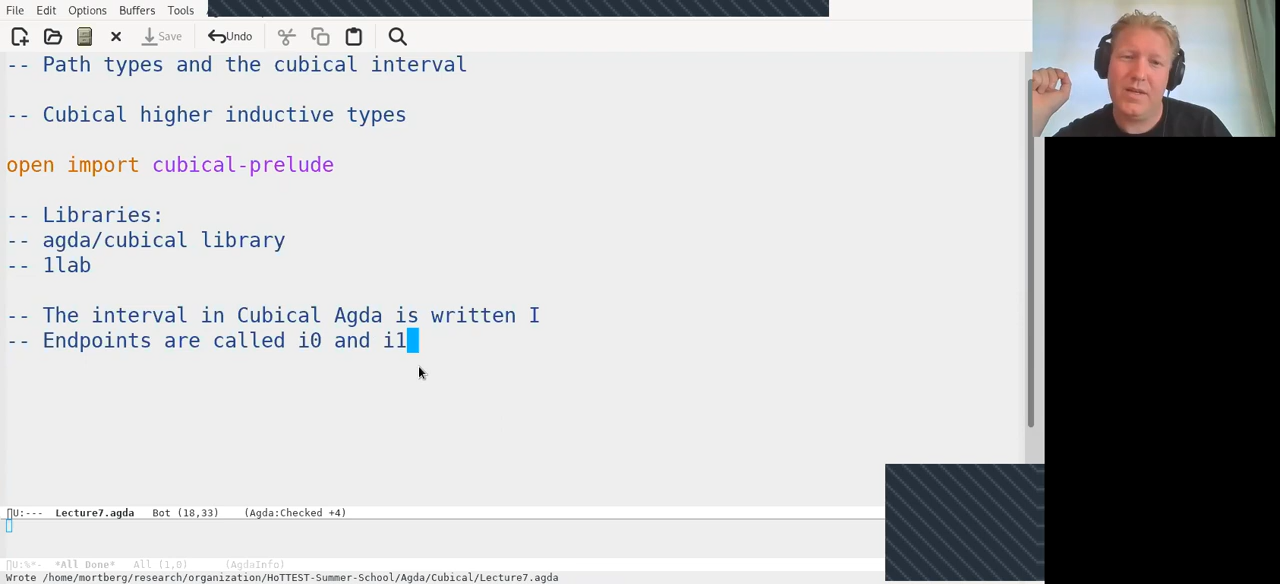 File Edit Options Buffers Tools
Save Undo
-- Path types and the cubical interval
-- Cubical higher inductive types
open import cubical-prelude
-- Libraries:
-- agda/cubical library
-- 1lab
-- The interval in Cubical Agda is written I
-- Endpoints are called i0 and i1
U:--- Lecture7.agda Bot (18,33) (Agda:Checked +4)
U:%*- *All Done* All (1,0) (AgdaInfo)
Wrote /home/mortberg/research/organization/HoTTEST-Summer-School/Agda/Cubical/Lecture7.agda